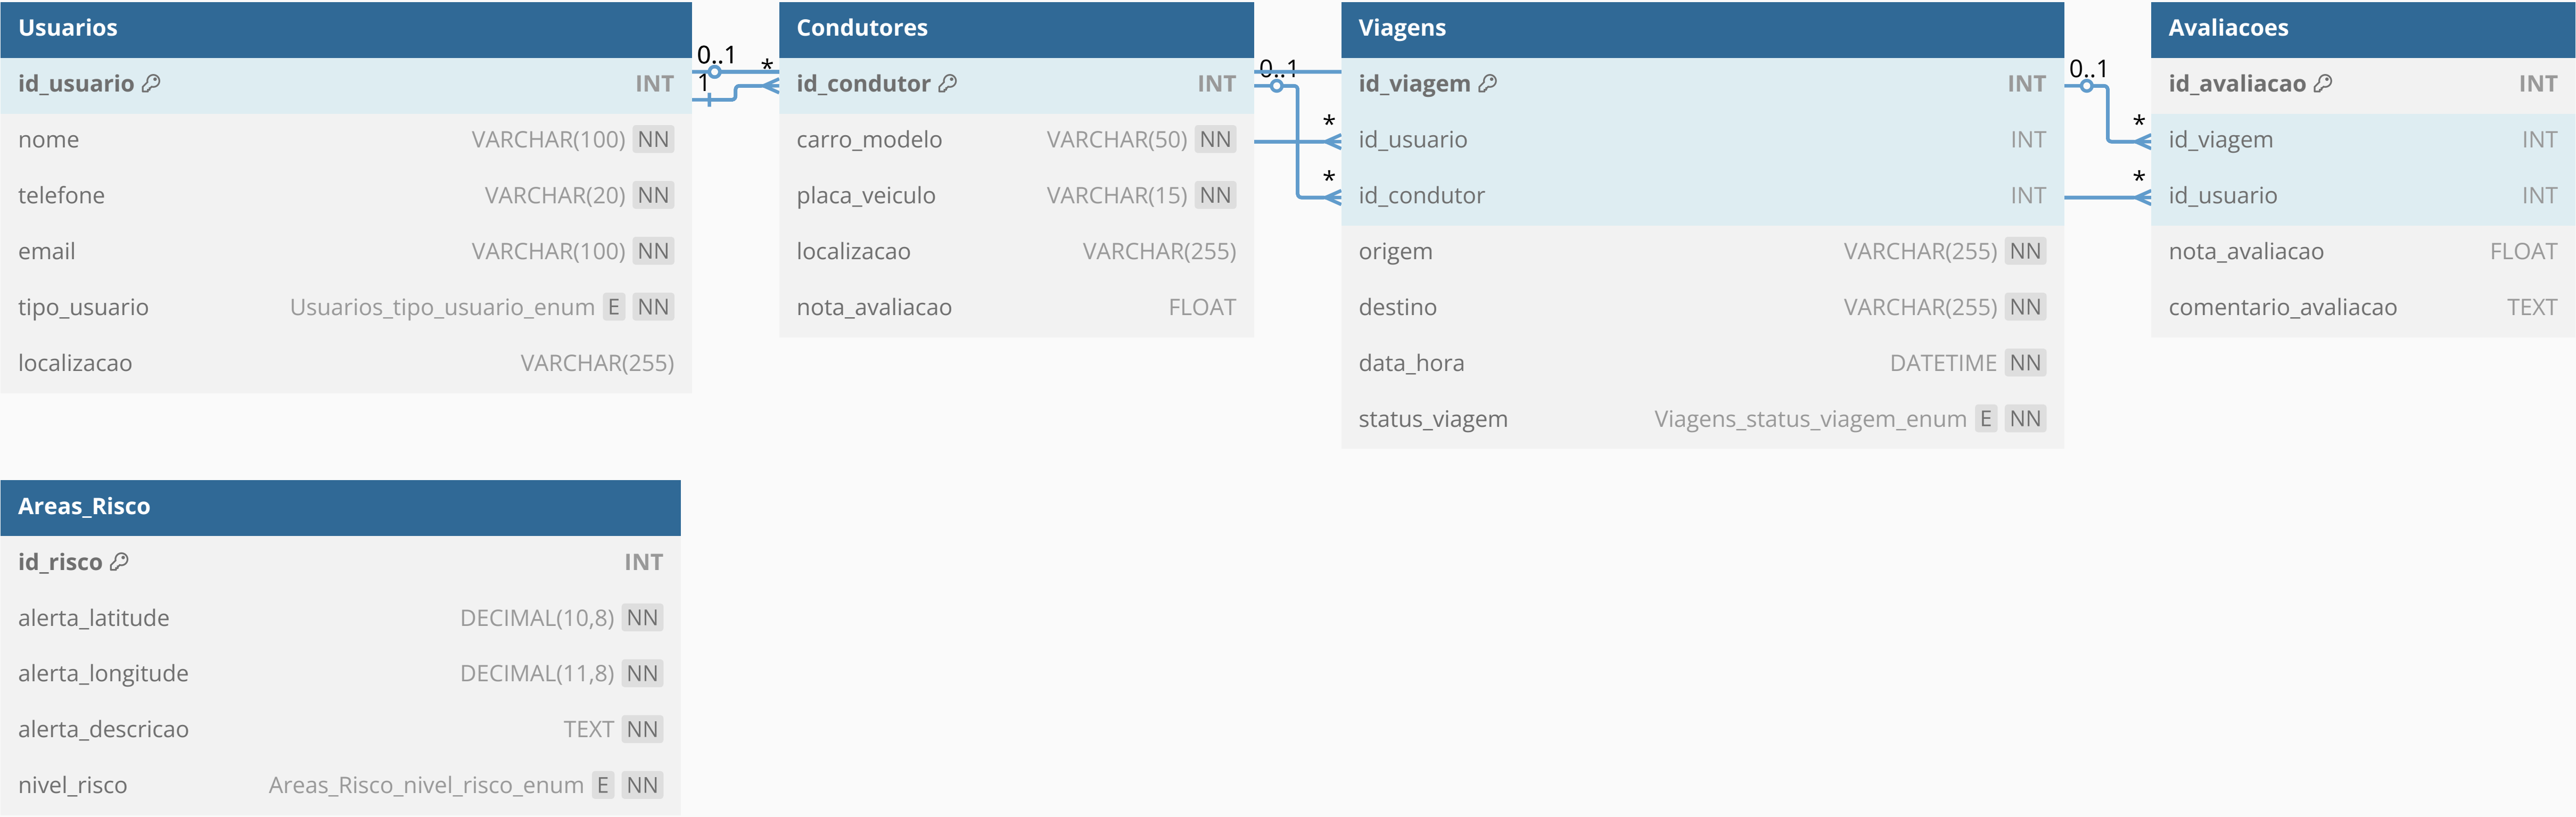 Usuarios
id_usuario INT
nome VARCHAR(100) NN
telefone VARCHAR(20) NN
email VARCHAR(100) NN
tipo_usuario Usuarios_tipo_usuario_enum E NN
localizacao VARCHAR(255)
0..1 *
1
Condutores
id_condutor INT
carro_modelo VARCHAR(50) NN
placa_veiculo VARCHAR(15) NN
localizacao VARCHAR(255)
nota_avaliacao FLOAT
0..1
*
*
Viagens
id_viagem INT
id_usuario INT
id_condutor INT
origem VARCHAR(255) NN
destino VARCHAR(255) NN
data_hora DATETIME NN
status_viagem Viagens_status_viagem_enum E NN
0..1
*
*
Avaliacoes
id_avaliacao INT
id_viagem INT
id_usuario INT
nota_avaliacao FLOAT
comentario_avaliacao TEXT
Areas_Risco
id_risco INT
alerta_latitude DECIMAL(10,8) NN
alerta_longitude DECIMAL(11,8) NN
alerta_descricao TEXT NN
nivel_risco Areas_Risco_nivel_risco_enum E NN